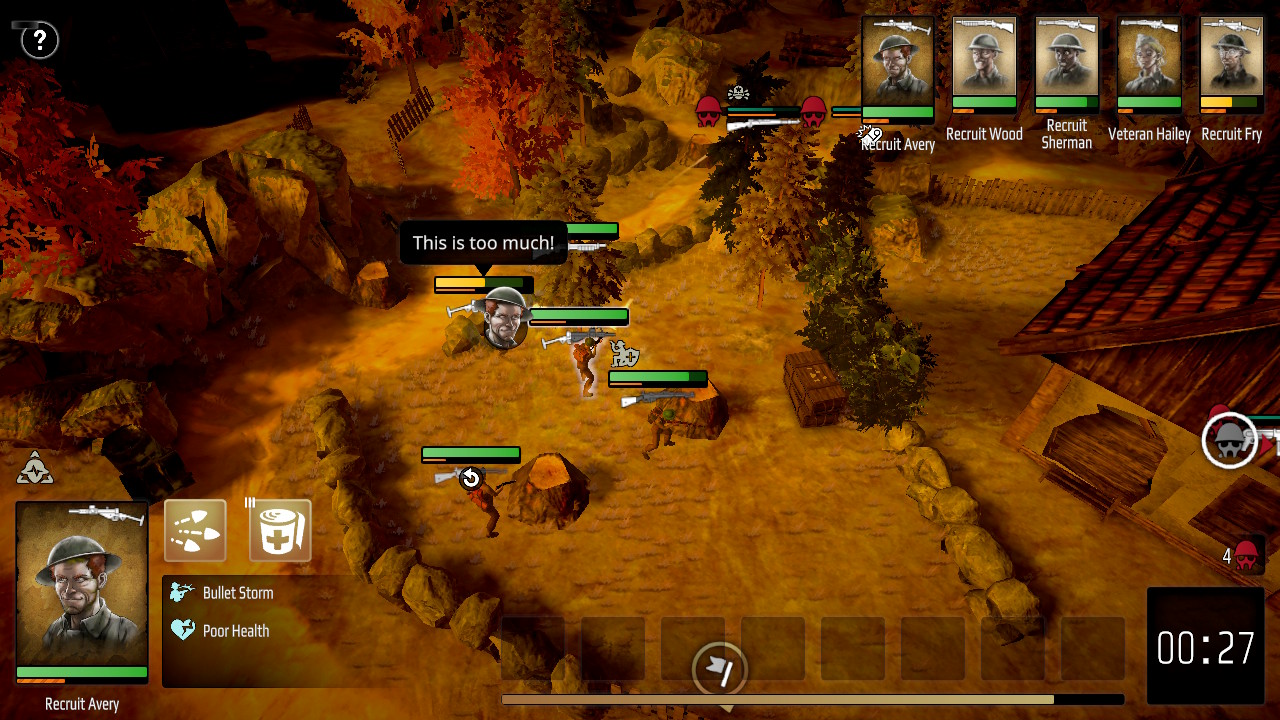 ?
Recruit Avery
Recruit Wood
Recruit
Sherman
Veteran Hailey
Recruit Fry
This is too much!
Bullet Storm
Poor Health
4
00:27
Recruit Avery